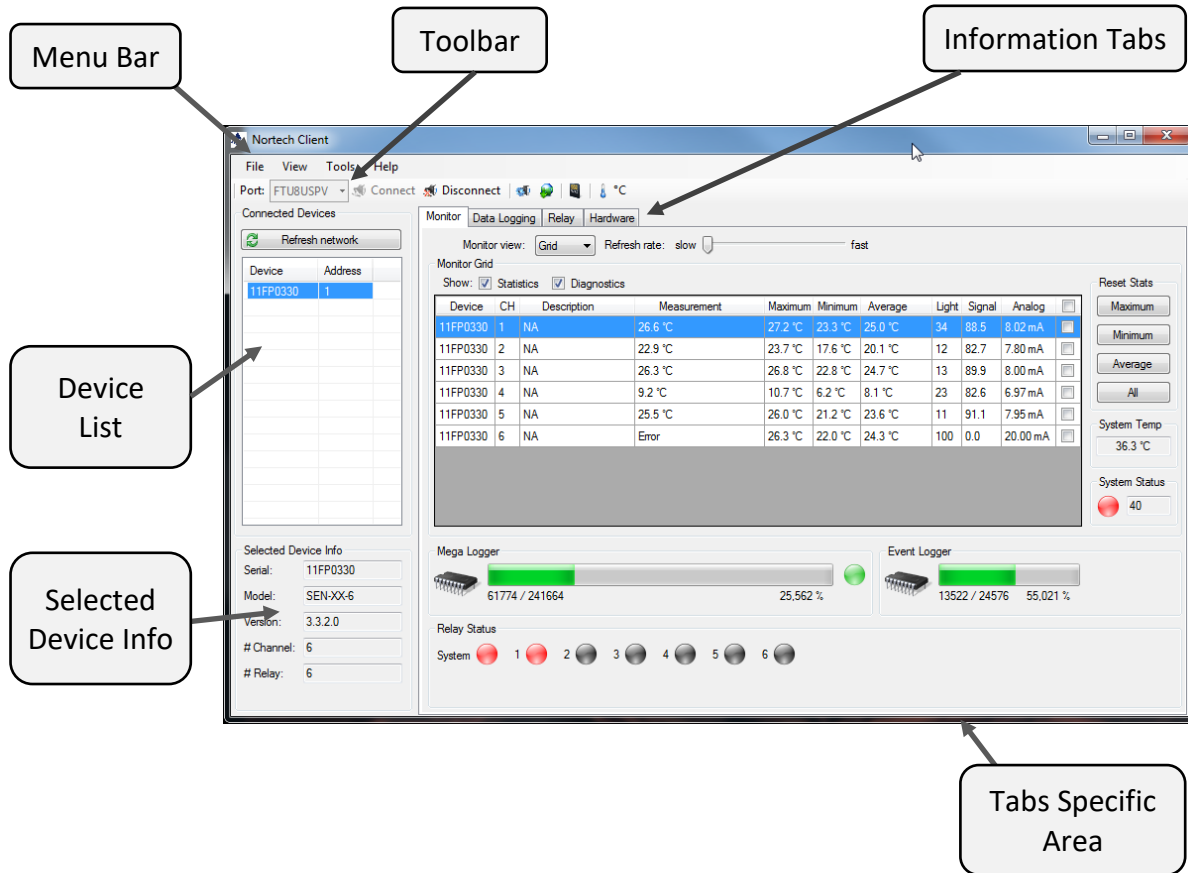 Menu Bar
Toolbar
Information Tabs
Nortech Client
File View Tools Help
Port: FTU8USPV Connect Disconnect °C
Connected Devices
Refresh network
Device Address
11FP0330 1
Monitor Data Logging Relay Hardware
Monitor view: Grid Refresh rate: slow fast
Monitor Grid
Show: Statistics Diagnostics
Device CH Description Measurement Maximum Minimum Average Light Signal Analog
11FP0330 1 NA 26.6 °C 27.2 °C 23.3 °C 25.0 °C 34 88.5 8.02 mA
11FP0330 2 NA 22.9 °C 23.7 °C 17.6 °C 20.1 °C 12 82.7 7.80 mA
11FP0330 3 NA 26.3 °C 26.8 °C 22.8 °C 24.7 °C 13 89.9 8.00 mA
11FP0330 4 NA 9.2 °C 10.7 °C 6.2 °C 8.1 °C 23 82.6 6.97 mA
11FP0330 5 NA 25.5 °C 26.0 °C 21.2 °C 23.6 °C 11 91.1 7.95 mA
11FP0330 6 NA Error 26.3 °C 22.0 °C 24.3 °C 100 0.0 20.00 mA
Reset Stats
Maximum
Minimum
Average
All
System Temp
36.3 °C
System Status
40
Device
List
Selected Device Info
Serial: 11FP0330
Model: SEN-XX-6
Version: 3.3.2.0
# Channel: 6
# Relay: 6
Mega Logger
61774 / 241664 25,562 %
Event Logger
13522 / 24576 55,021 %
Relay Status
System 1 2 3 4 5 6
Selected
Device Info
Tabs Specific
Area